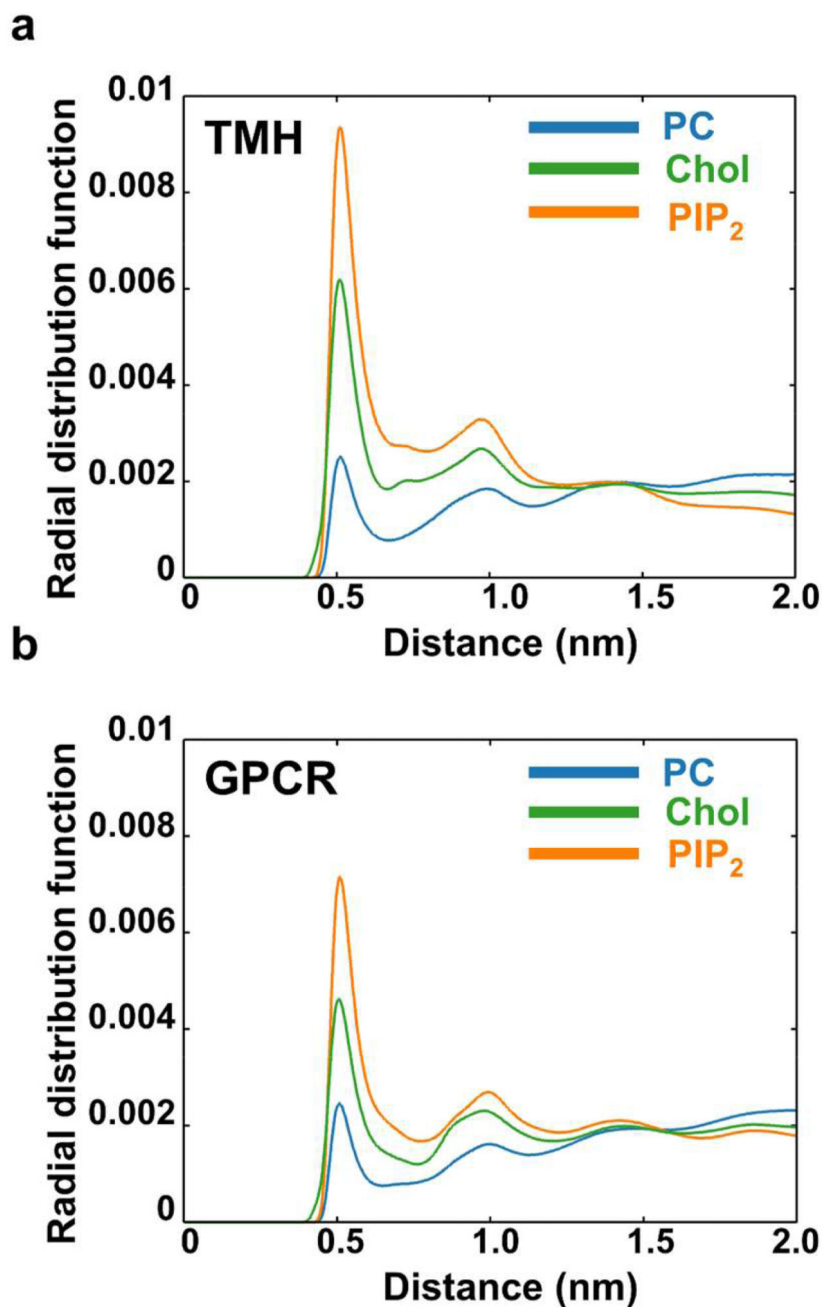 a
Radial distribution function
0.01
0.008
0.006
0.004
0.002
0
TMH
PC
Chol
PIP₂
0
0.5
1.0
1.5
2.0
Distance (nm)
b
Radial distribution function
0.01
0.008
0.006
0.004
0.002
0
GPCR
PC
Chol
PIP₂
0
0.5
1.0
1.5
2.0
Distance (nm)